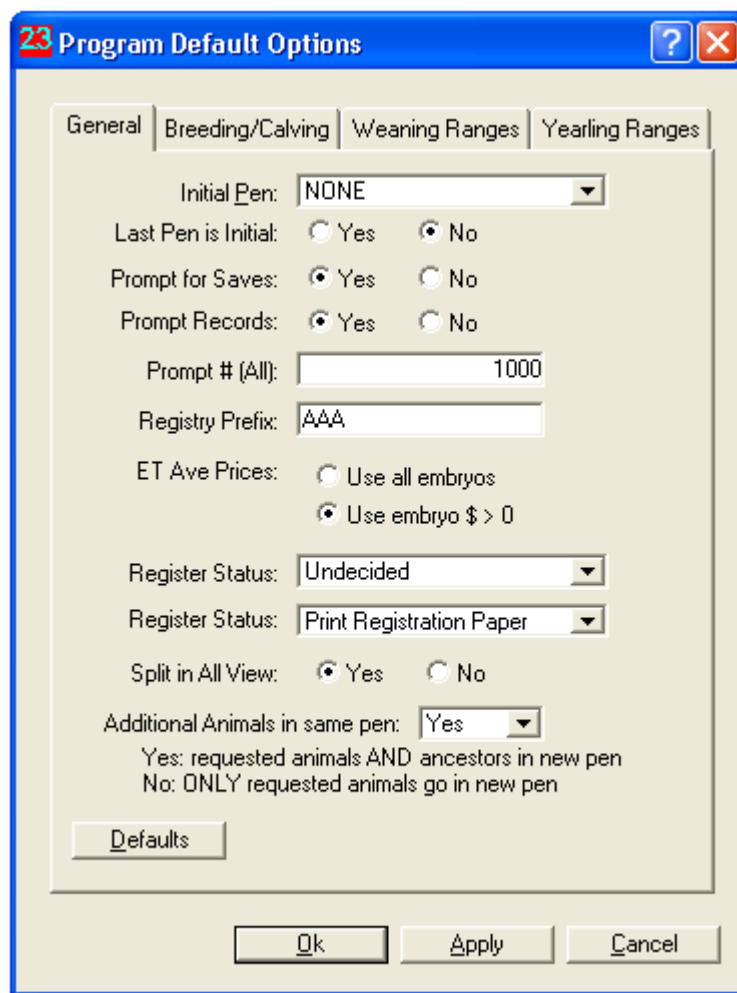 23 Program Default Options
General Breeding/Calving Weaning Ranges Yearling Ranges
Initial Pen: NONE
Last Pen is Initial: Yes No
Prompt for Saves: Yes No
Prompt Records: Yes No
Prompt # (All): 1000
Registry Prefix: AAA
ET Ave Prices: Use all embryos
Use embryo $ > 0
Register Status: Undecided
Register Status: Print Registration Paper
Split in All View: Yes No
Additional Animals in same pen: Yes
Yes: requested animals AND ancestors in new pen
No: ONLY requested animals go in new pen
Defaults
Ok Apply Cancel